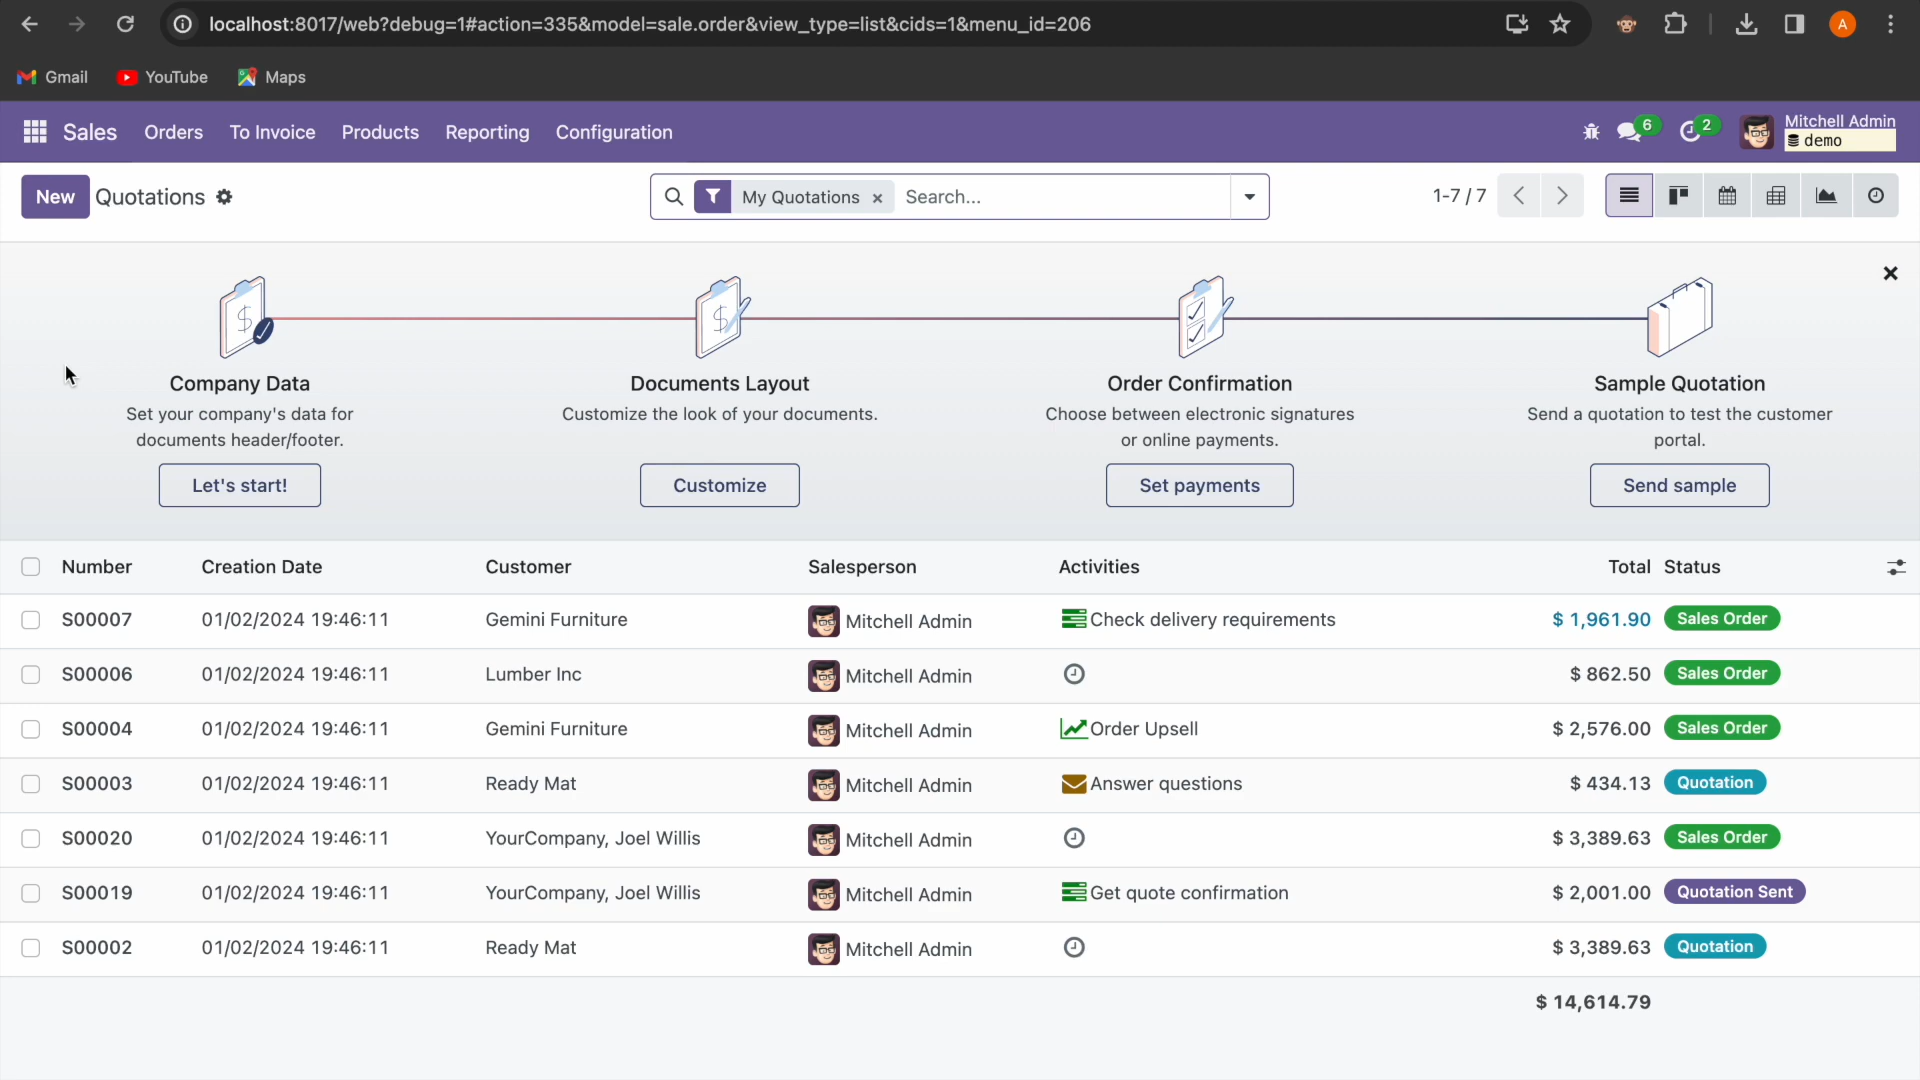 localhost:8017/web?debug=1#action=335&model=sale.order&view_type=list&cids=1&menu_id=206
A
Gmail YouTube Maps
Sales Orders To Invoice Products Reporting Configuration 6 2 Mitchell Admin
demo
New Quotations My Quotations × Search... 1-7 / 7
Company Data Documents Layout Order Confirmation Sample Quotation
Set your company's data for Customize the look of your documents. Choose between electronic signatures Send a quotation to test the customer
documents header/footer. or online payments. portal.
Let's start! Customize Set payments Send sample
Number Creation Date Customer Salesperson Activities Total Status
S00007 01/02/2024 19:46:11 Gemini Furniture Mitchell Admin Check delivery requirements $ 1,961.90 Sales Order
S00006 01/02/2024 19:46:11 Lumber Inc Mitchell Admin $ 862.50 Sales Order
S00004 01/02/2024 19:46:11 Gemini Furniture Mitchell Admin Order Upsell $ 2,576.00 Sales Order
S00003 01/02/2024 19:46:11 Ready Mat Mitchell Admin Answer questions $ 434.13 Quotation
S00020 01/02/2024 19:46:11 YourCompany, Joel Willis Mitchell Admin $ 3,389.63 Sales Order
S00019 01/02/2024 19:46:11 YourCompany, Joel Willis Mitchell Admin Get quote confirmation $ 2,001.00 Quotation Sent
S00002 01/02/2024 19:46:11 Ready Mat Mitchell Admin $ 3,389.63 Quotation
$ 14,614.79